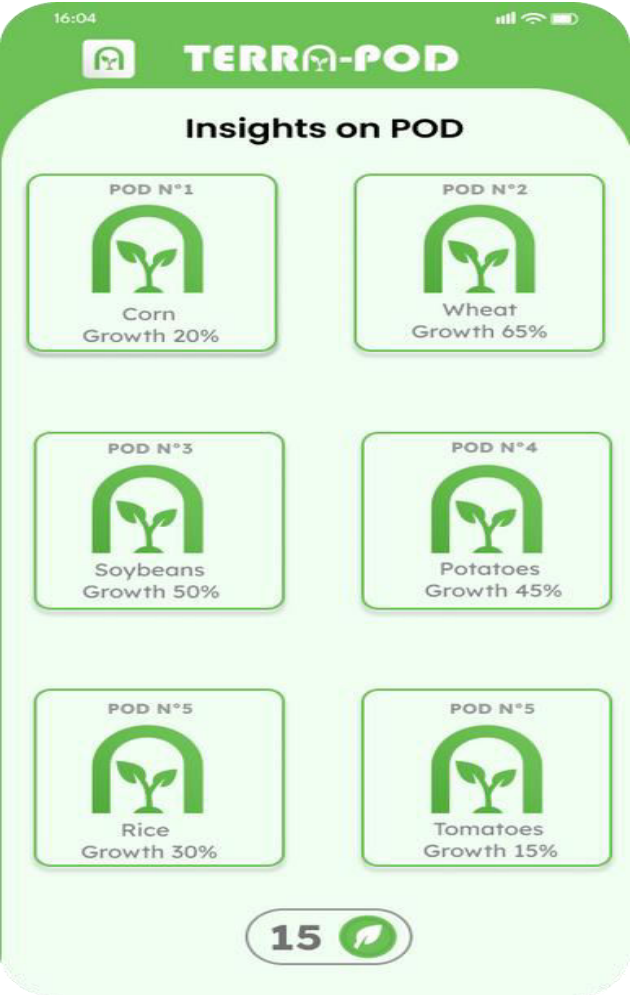 16:04
TERRA-POD
Insights on POD
POD N°1
Corn
Growth 20%
POD N°2
Wheat
Growth 65%
POD N°3
Soybeans
Growth 50%
POD N°4
Potatoes
Growth 45%
POD N°5
Rice
Growth 30%
POD N°5
Tomatoes
Growth 15%
15